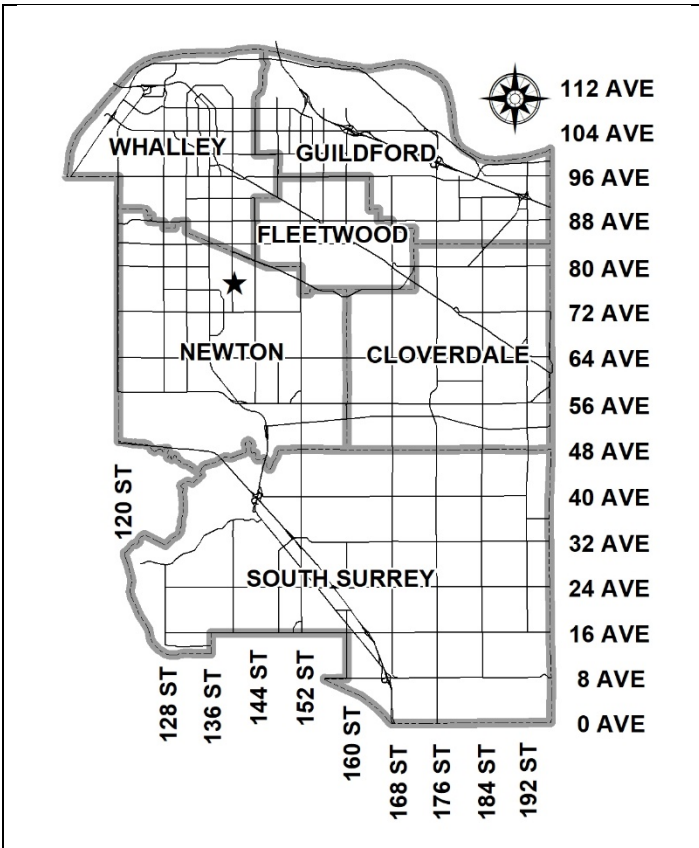 112 AVE
104 AVE
WHALLEY
GUILDFORD
96 AVE
88 AVE
FLEETWOOD
80 AVE
72 AVE
NEWTON
CLOVERDALE
64 AVE
56 AVE
48 AVE
120 ST
40 AVE
32 AVE
SOUTH SURREY
24 AVE
16 AVE
8 AVE
0 AVE
128 ST
136 ST
144 ST
152 ST
160 ST
168 ST
176 ST
184 ST
192 ST